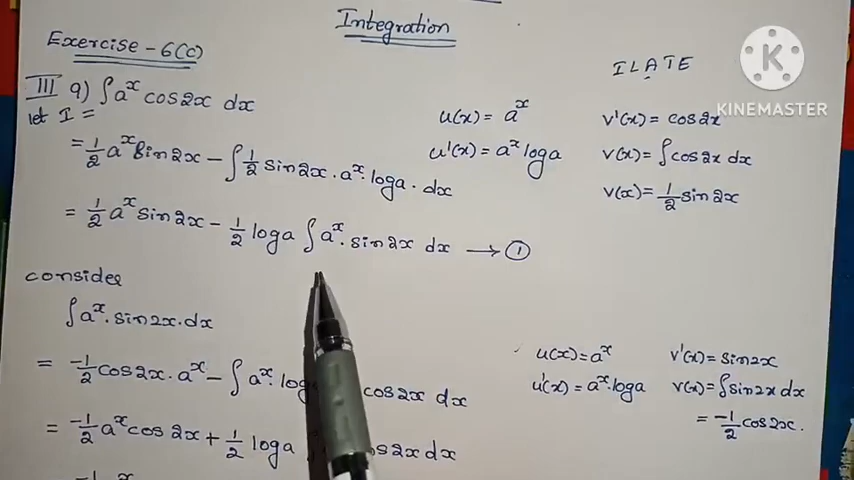 Integration
Exercise - 6(c)
ILATE
KINEMASTER
III 9) ∫a^x cos2x dx
let I =
u(x) = a^x
v'(x) = cos2x
= 1/2 a^x sin2x - ∫1/2 sin2x · a^x · loga · dx
u'(x) = a^x loga
v(x) = ∫cos2x dx
v(x) = 1/2 sin2x
= 1/2 a^x sin2x - 1/2 loga ∫a^x · sin2x dx → ①
consider
∫a^x · sin2x · dx
u(x) = a^x
v'(x) = sin2x
= -1/2 cos2x · a^x - ∫a^x · log cos2x dx
u'(x) = a^x · loga
v(x) = ∫sin2x dx
= -1/2 cos2x.
= -1/2 a^x cos2x + 1/2 loga cos2x dx